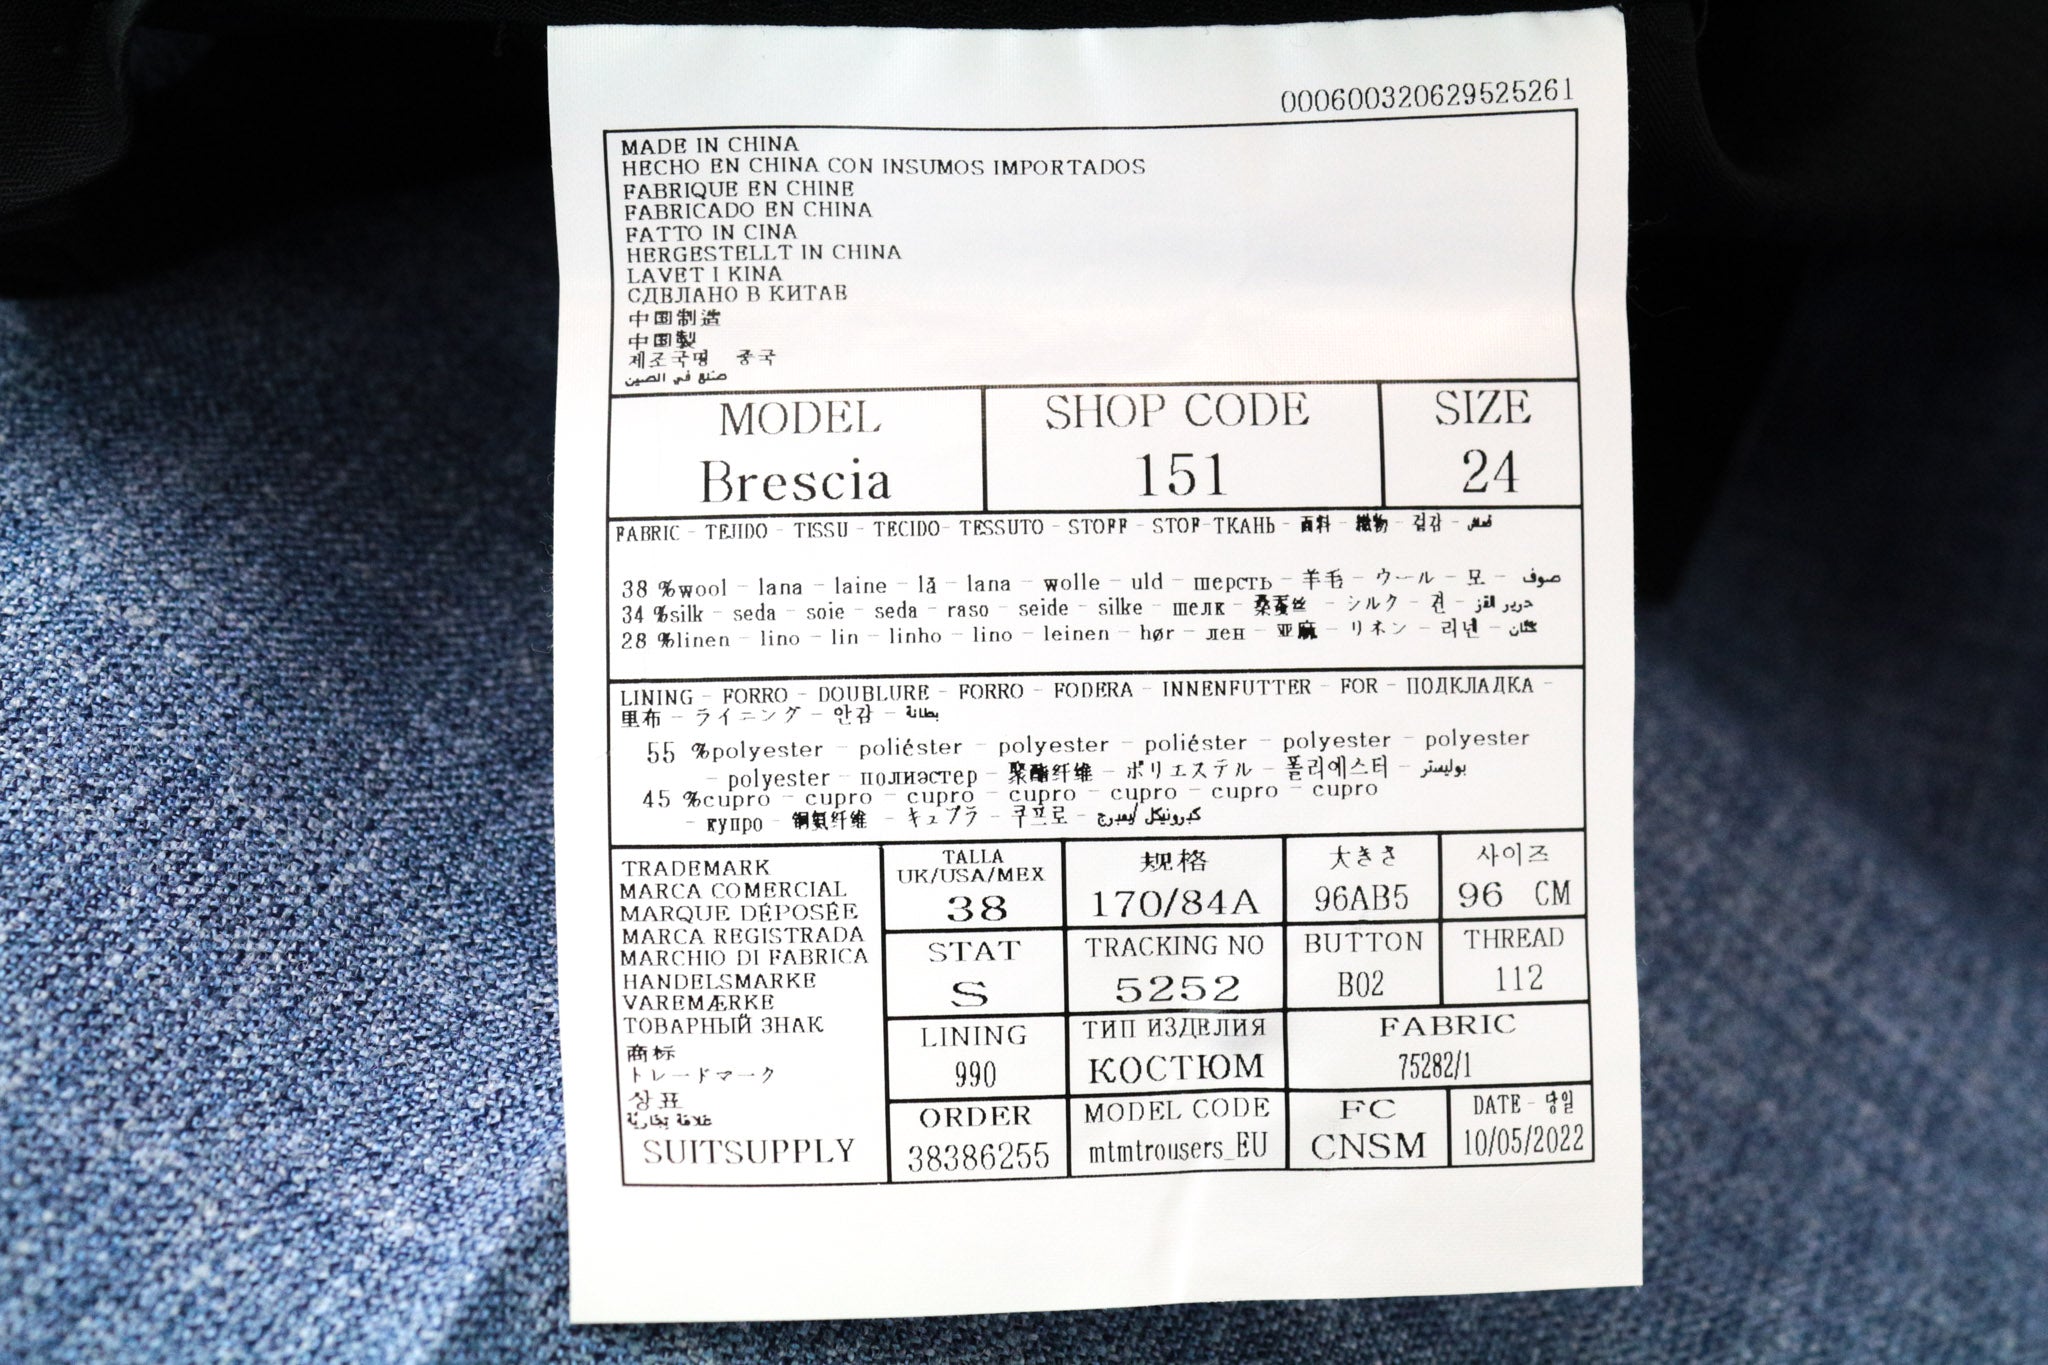 000600320629525261
MADE IN CHINA
HECHO EN CHINA CON INSUMOS IMPORTADOS
FABRIQUE EN CHINE
FABRICADO EN CHINA
FATTO IN CINA
HERGESTELLT IN CHINA
LAVET I KINA
СДЕЛАНО В КИТАЕ
中国制造
中国製
제조국명 중국
صنع في الصين
MODEL SHOP CODE SIZE
Brescia 151 24
FABRIC - TEJIDO - TISSU - TECIDO- TESSUTO - STOFF - STOF-ТКАНЬ - 面料 - 織物 - 겉감 - قماش
38 %wool - lana - laine - lã - lana - wolle - uld - шерсть - 羊毛 - ウール - 모 - صوف
34 %silk - seda - soie - seda - raso - seide - silke - шелк - 桑蚕丝 - シルク - 견 - حرير القز
28 %linen - lino - lin - linho - lino - leinen - hør - лен - 亚麻 - リネン - 리넨 - كتان
LINING - FORRO - DOUBLURE - FORRO - FODERA - INNENFUTTER - FOR - ПОДКЛАДКА -
里布 - ライニング - 안감 - بطانة
55 %polyester - poliéster - polyester - poliéster - polyester - polyester
- polyester - полиэстер - 聚酯纤维 - ポリエステル - 폴리에스터 - بوليستر
45 %cupro - cupro - cupro - cupro - cupro - cupro - cupro
- купро - 铜氨纤维 - キュプラ - 큐프로 -
TRADEMARK
MARCA COMERCIAL
MARQUE DÉPOSÉE
MARCA REGISTRADA
MARCHIO DI FABRICA
HANDELSMARKE
VAREMÆRKE
ТОВАРНЫЙ ЗНАК
商标
トレードマーク
상표
علامة تجارية
SUITSUPPLY
TALLA
UK/USA/MEX
38
规格
170/84A
大きさ
96AB5
사이즈
96 CM
STAT
S
TRACKING NO
5252
BUTTON
B02
THREAD
112
LINING
990
ТИП ИЗДЕЛИЯ
КОСТЮМ
FABRIC
75282/1
ORDER
38386255
MODEL CODE
mtmtrousers_EU
FC
CNSM
DATE - 당일
10/05/2022